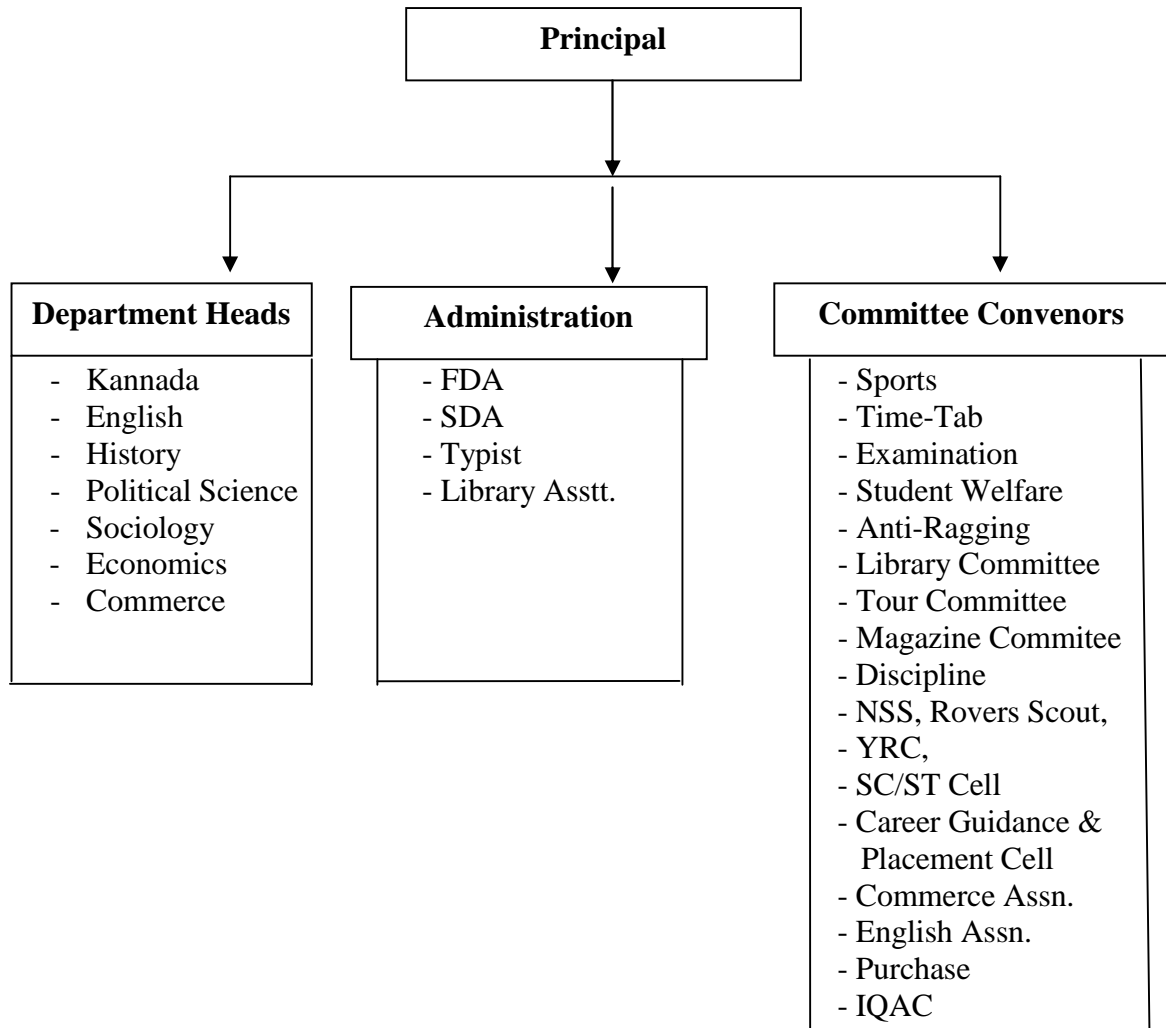 Principal
Department Heads
- Kannada
- English
- History
- Political Science
- Sociology
- Economics
- Commerce
Administration
- FDA
- SDA
- Typist
- Library Asstt.
Committee Convenors
- Sports
- Time-Tab
- Examination
- Student Welfare
- Anti-Ragging
- Library Committee
- Tour Committee
- Magazine Commitee
- Discipline
- NSS, Rovers Scout,
- YRC,
- SC/ST Cell
- Career Guidance &
Placement Cell
- Commerce Assn.
- English Assn.
- Purchase
- IQAC